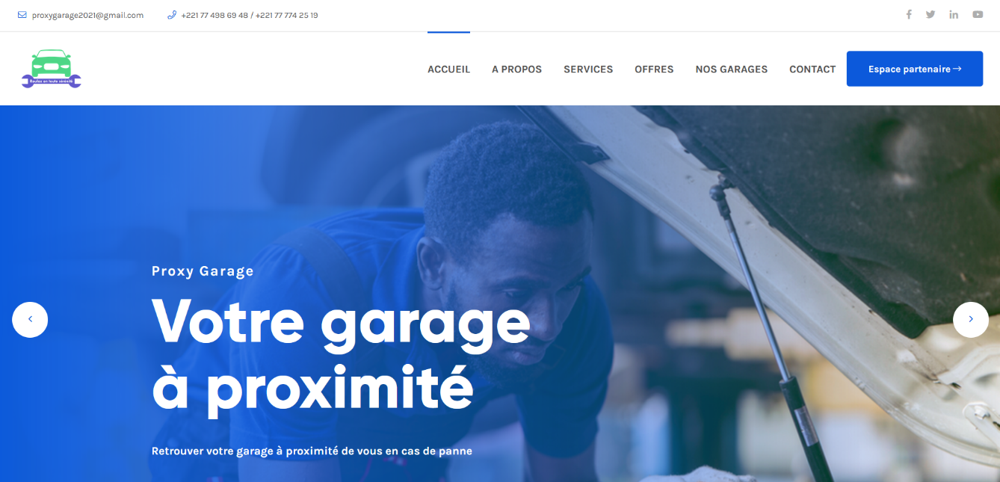 proxygarage2021@gmail.com
+221 77 498 69 48 / +221 77 774 25 19
Roulez en toute sérénité
ACCUEIL
A PROPOS
SERVICES
OFFRES
NOS GARAGES
CONTACT
Espace partenaire →
Proxy Garage
Votre garage
à proximité
Retrouver votre garage à proximité de vous en cas de panne